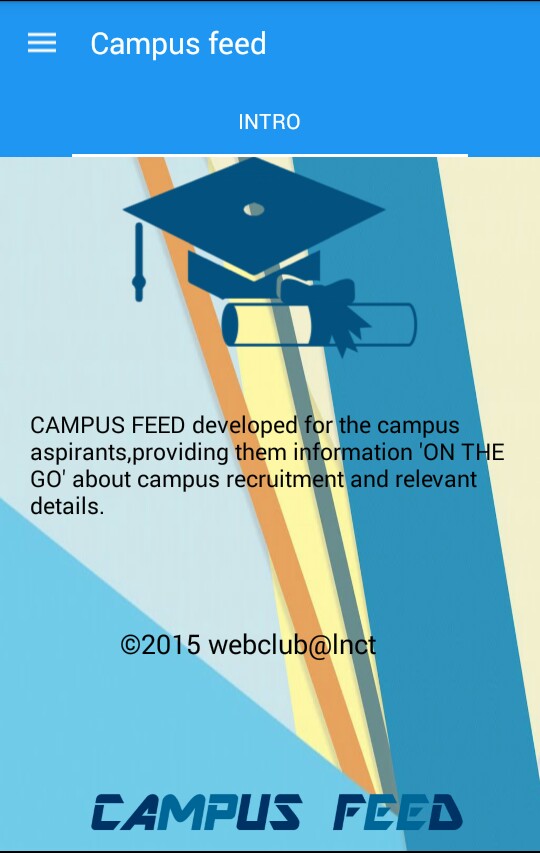 Campus feed
INTRO
CAMPUS FEED developed for the campus
aspirants,providing them information 'ON THE
GO' about campus recruitment and relevant
details.
©2015 webclub@lnct
CAMPUS FEED